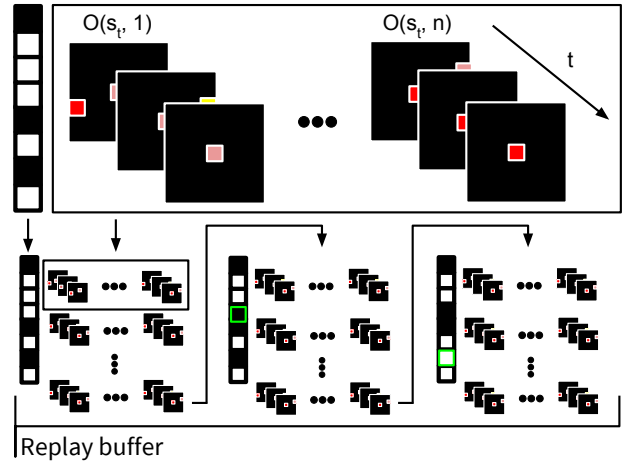 O(s_t, 1)
O(s_t, n)
t
Replay buffer